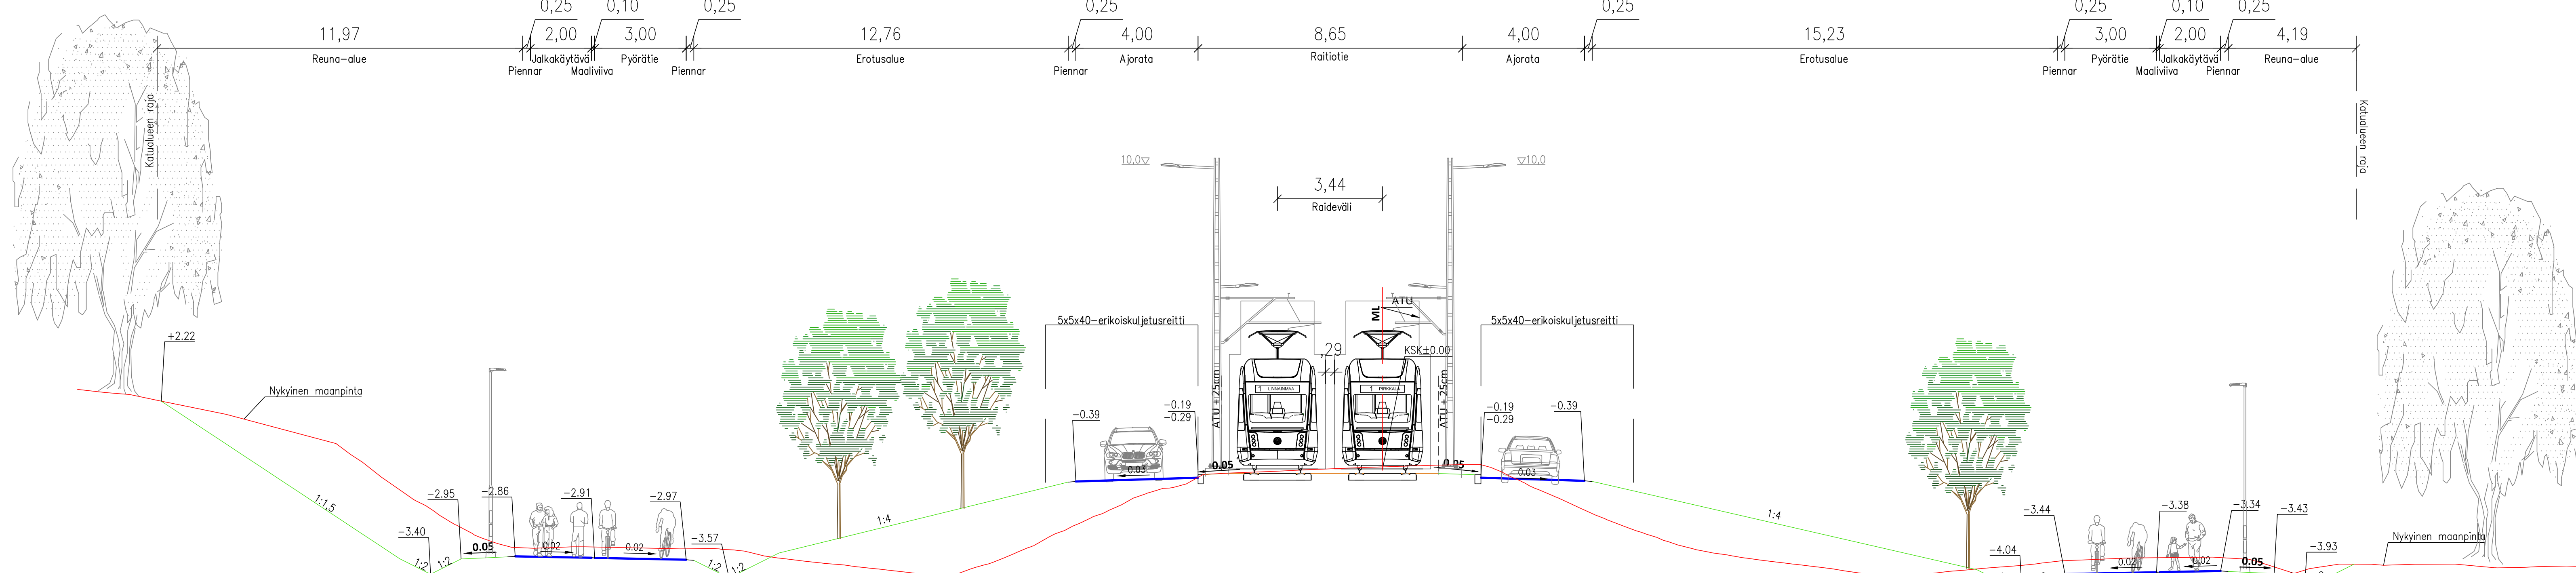 0,25
0,10
0,25
0,25
0,25
0,25
0,10
0,25
11,97
2,00
3,00
12,76
4,00
8,65
4,00
15,23
3,00
2,00
4,19
Reuna-alue
Piennar
Jalkakäytävä
Maaliviiva
Pyörätie
Piennar
Erotusalue
Piennar
Ajorata
Raitiotie
Ajorata
Erotusalue
Piennar
Pyörätie
Maaliviiva
Jalkakäytävä
Piennar
Reuna-alue
Katualueen raja
Katualueen raja
10.0
10.0
3,44
Raideväli
ATU
ML
5x5x40-erikoiskuljetusreitti
5x5x40-erikoiskuljetusreitti
+2.22
Nykyinen maanpinta
,29
KSK±0.00
ATU + 25cm
ATU + 25cm
1 LINNAINMAA
1 PIRKKALA
-0.39
-0.19
-0.29
-0.19
-0.29
-0.39
0.03
0.05
0.05
0.03
1:1.5
-3.40
-2.95
-2.86
-2.91
-2.97
-3.57
0.05
0.02
0.02
1:2
1:2
1:2
1:2
1:4
1:4
-4.04
-3.44
-3.38
-3.34
-3.43
-3.93
0.02
0.02
0.05
Nykyinen maanpinta